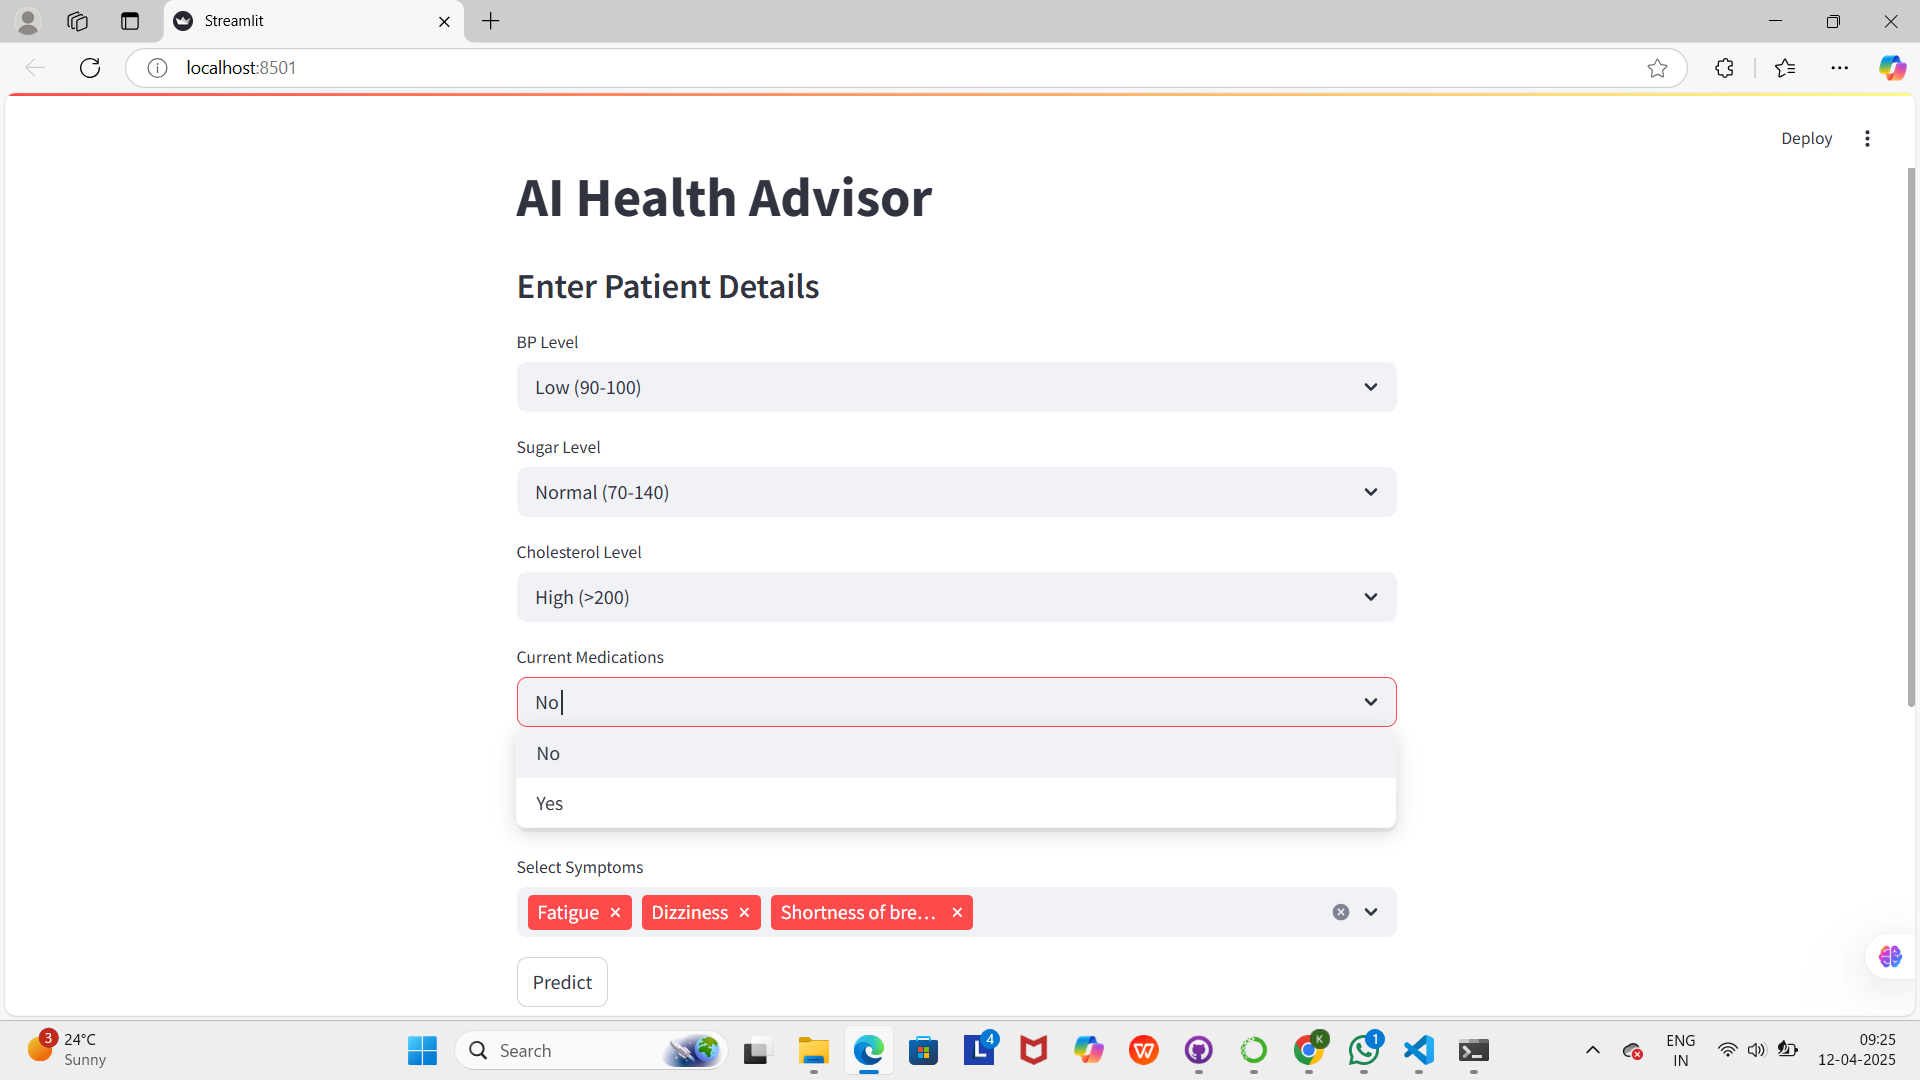 Streamlit
localhost:8501
Deploy
AI Health Advisor
Enter Patient Details
BP Level
Low (90-100)
Sugar Level
Normal (70-140)
Cholesterol Level
High (>200)
Current Medications
No
No
Yes
Select Symptoms
Fatigue Dizziness Shortness of bre...
Predict
3 24°C
Sunny
Search
L 4
W
K
1
ENG
IN
09:25
12-04-2025